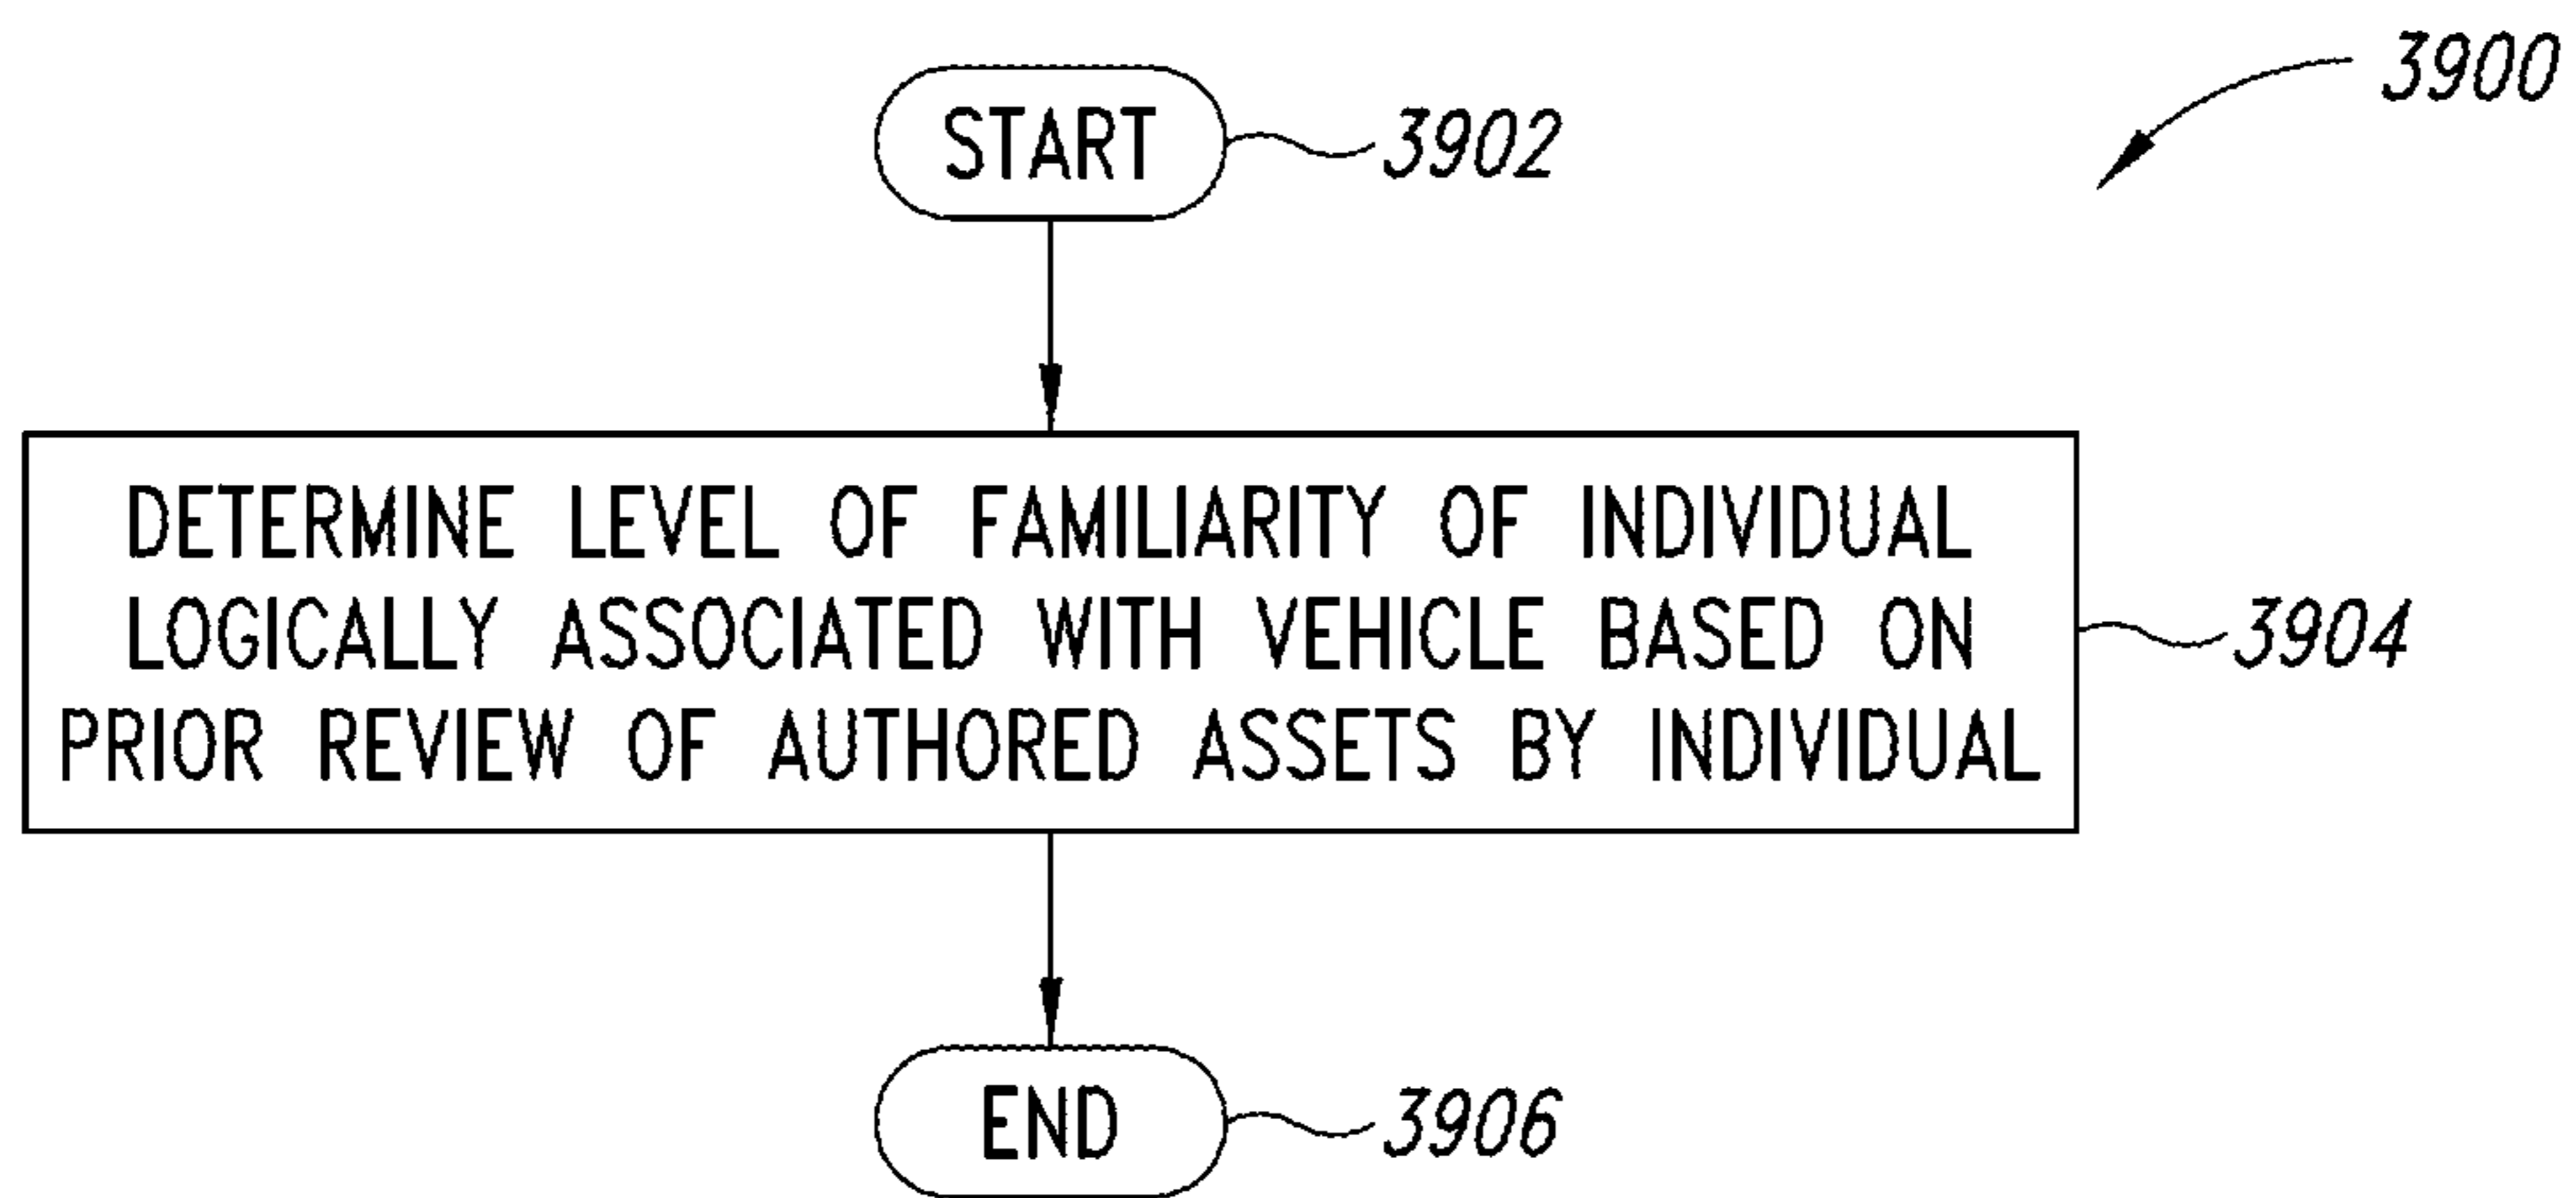 3900
START
3902
DETERMINE LEVEL OF FAMILIARITY OF INDIVIDUAL
LOGICALLY ASSOCIATED WITH VEHICLE BASED ON
PRIOR REVIEW OF AUTHORED ASSETS BY INDIVIDUAL
3904
END
3906